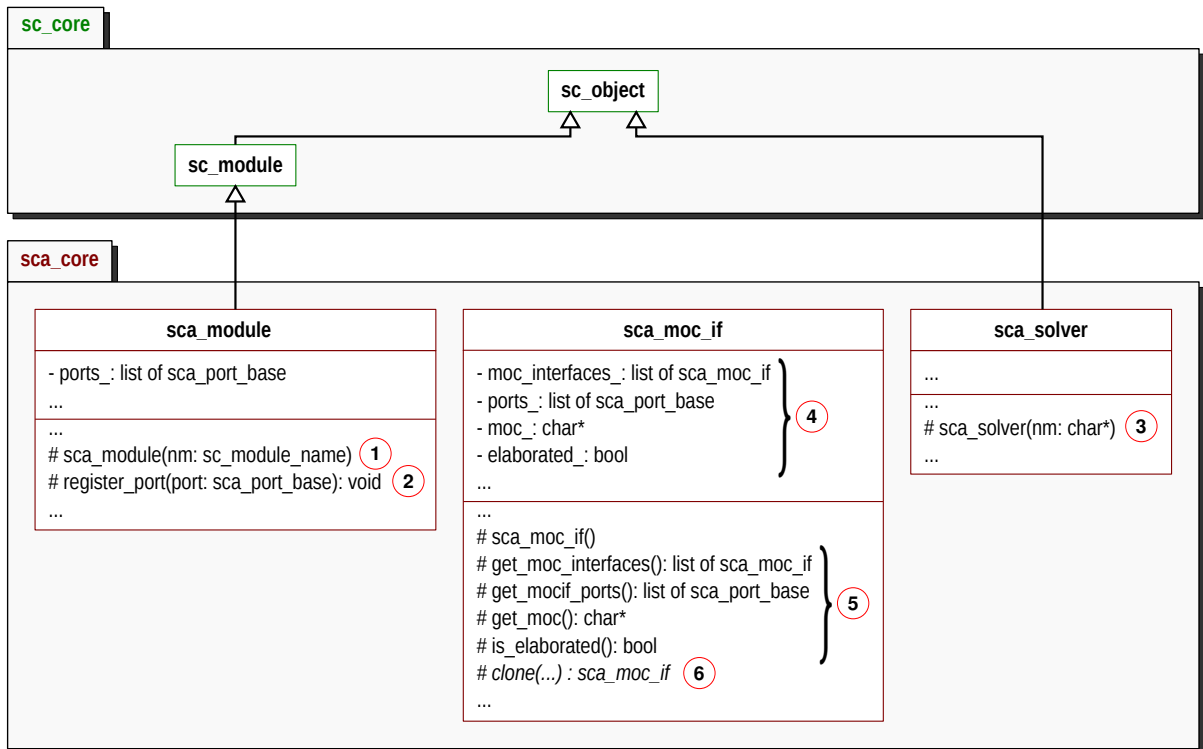 sc_core
sc_object
sc_module
sca_core
sca_module
- ports_: list of sca_port_base
...
...
# sca_module(nm: sc_module_name) 1
# register_port(port: sca_port_base): void 2
...
sca_moc_if
- moc_interfaces_: list of sca_moc_if
- ports_: list of sca_port_base
- moc_: char*
- elaborated_: bool
...
4
...
# sca_moc_if()
# get_moc_interfaces(): list of sca_moc_if
# get_mocif_ports(): list of sca_port_base
# get_moc(): char*
# is_elaborated(): bool
5
# clone(...) : sca_moc_if 6
...
sca_solver
...
...
# sca_solver(nm: char*) 3
...